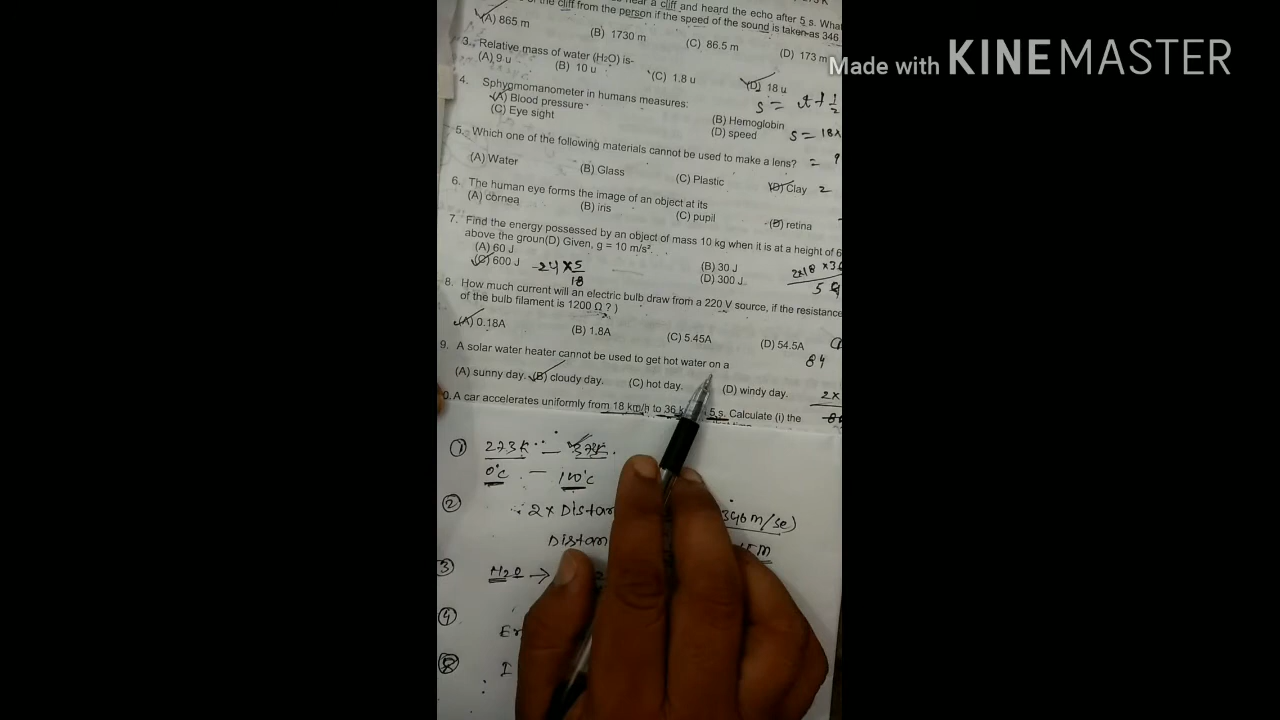 near a cliff and heard the echo after 5 s. What
of the cliff from the person if the speed of the sound is taken as 346
(A) 865 m (B) 1730 m (C) 86.5 m (D) 173 m
Made with KINEMASTER
3. Relative mass of water (H2O) is-
(A) 9 u (B) 10 u (C) 1.8 u (D) 18 u
4. Sphygmomanometer in humans measures:
(A) Blood pressure (B) Hemoglobin
(C) Eye sight (D) speed
5. Which one of the following materials cannot be used to make a lens?
(A) Water (B) Glass (C) Plastic (D) Clay
6. The human eye forms the image of an object at its
(A) cornea (B) iris (C) pupil (D) retina
7. Find the energy possessed by an object of mass 10 kg when it is at a height of 6
above the groun(D) Given, g = 10 m/s².
(A) 60 J (B) 30 J
(C) 600 J (D) 300 J
8. How much current will an electric bulb draw from a 220 V source, if the resistance
of the bulb filament is 1200 Ω ? )
(A) 0.18A (B) 1.8A (C) 5.45A (D) 54.5A
9. A solar water heater cannot be used to get hot water on a
(A) sunny day. (B) cloudy day. (C) hot day. (D) windy day.
0. A car accelerates uniformly from 18 km/h to 36 5 s. Calculate (i) the
① 273K – 373K.
0°C – 100°C
② 2 × Distan 346 m/se)
Distan m
③ H2O →
④ En
⑤ I